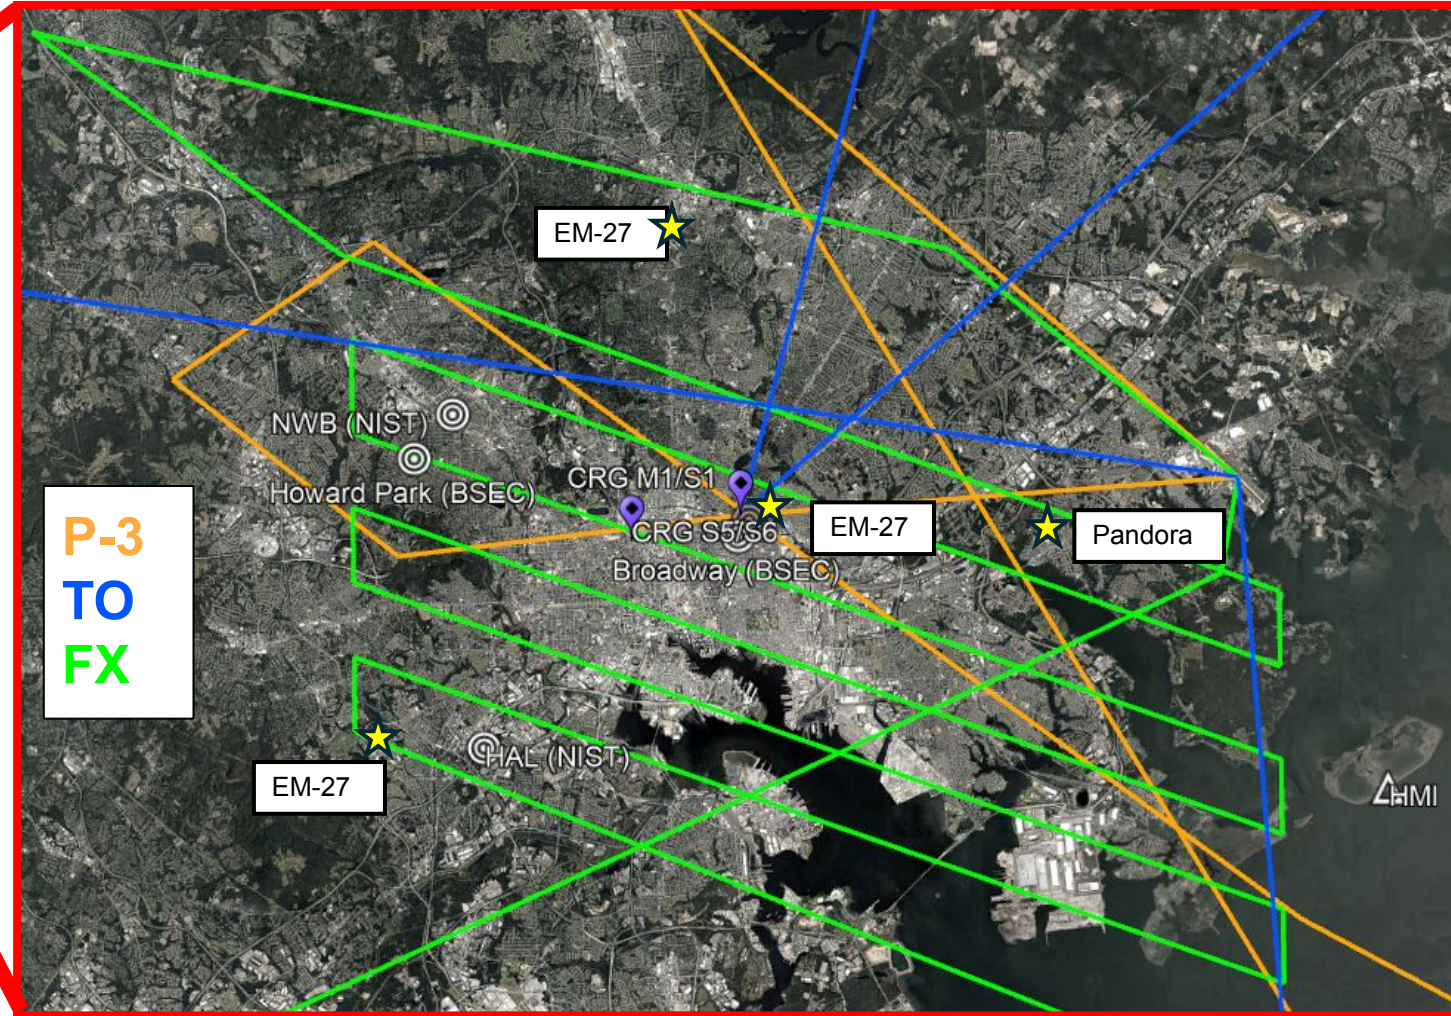 EM-27
NWB (NIST)
Howard Park (BSEC)
CRG M1/S1
CRG S5/S6
Broadway (BSEC)
EM-27
Pandora
P-3
TO
FX
HAL (NIST)
EM-27
HMI